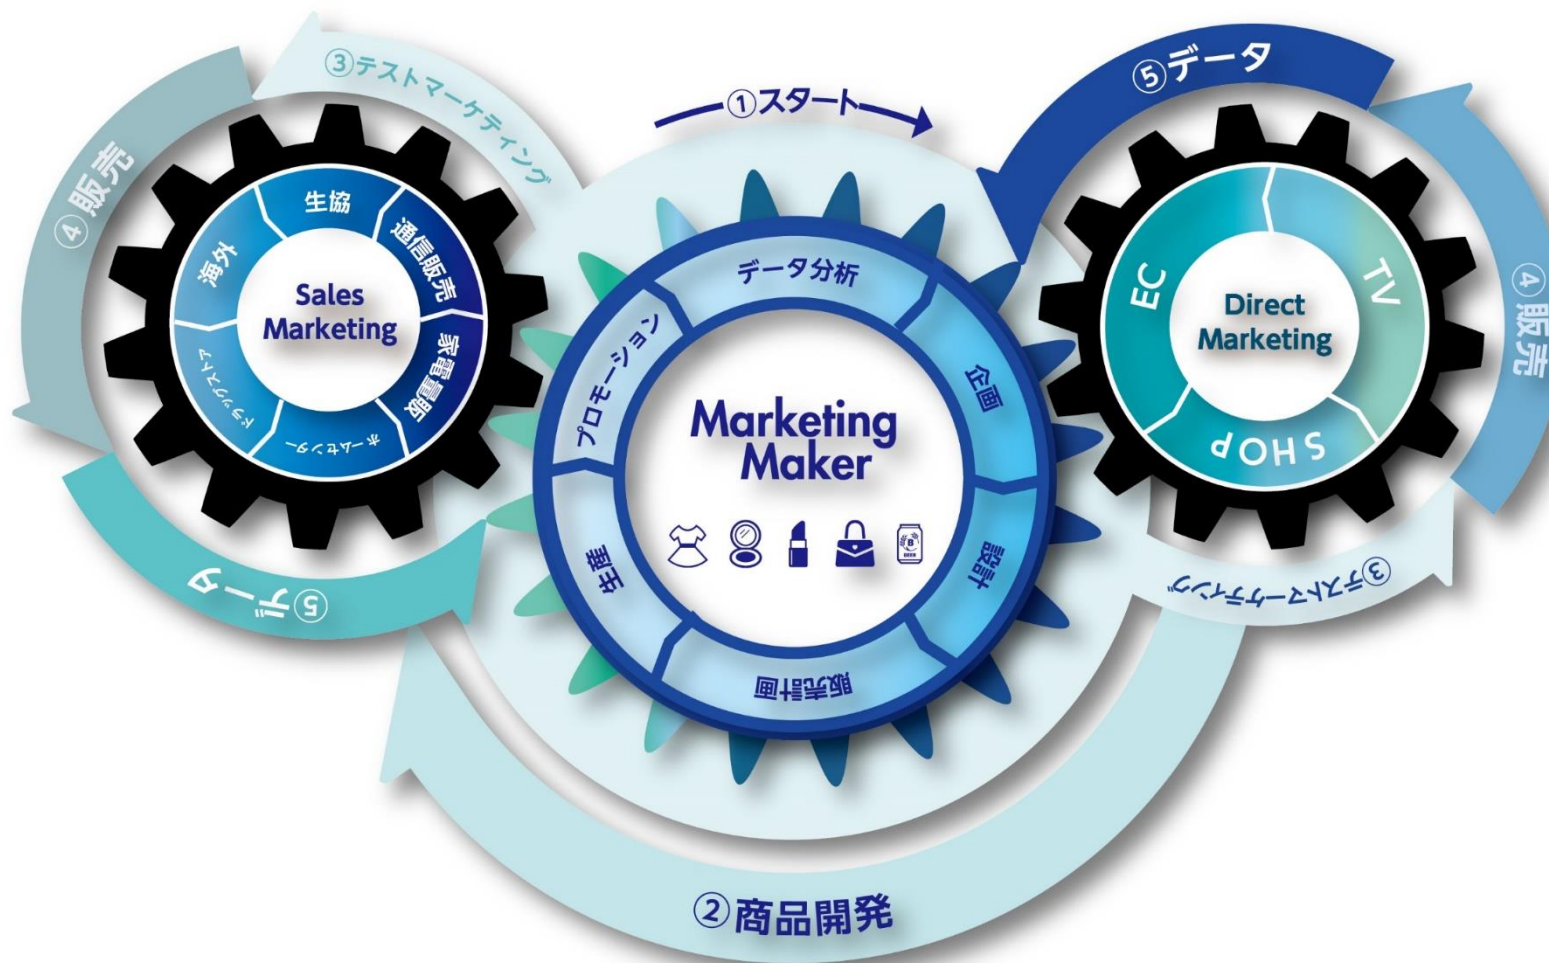 ①スタート
②商品開発
③テストマーケティング
④販売
⑤データ
Sales
Marketing
生協
通信販売
家電量販
ホームセンター
ドラッグストア
海外
Marketing
Maker
データ分析
企画
設計
販売計画
生産
プロモーション
B
BEER
③テストマーケティング
④販売
⑤データ
Direct
Marketing
TV
SHOP
EC